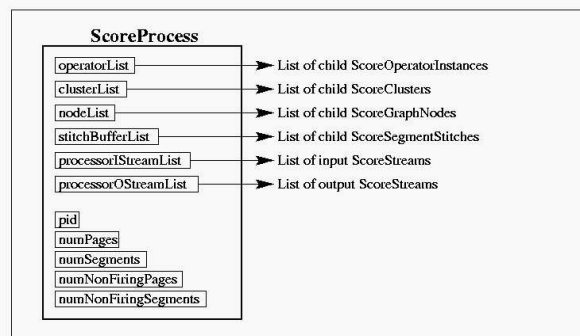 ScoreProcess
operatorList List of child ScoreOperatorInstances
clusterList List of child ScoreClusters
nodeList List of child ScoreGraphNodes
stitchBufferList List of child ScoreSegmentStitches
processorIStreamList List of input ScoreStreams
processorOStreamList List of output ScoreStreams
pid
numPages
numSegments
numNonFiringPages
numNonFiringSegments